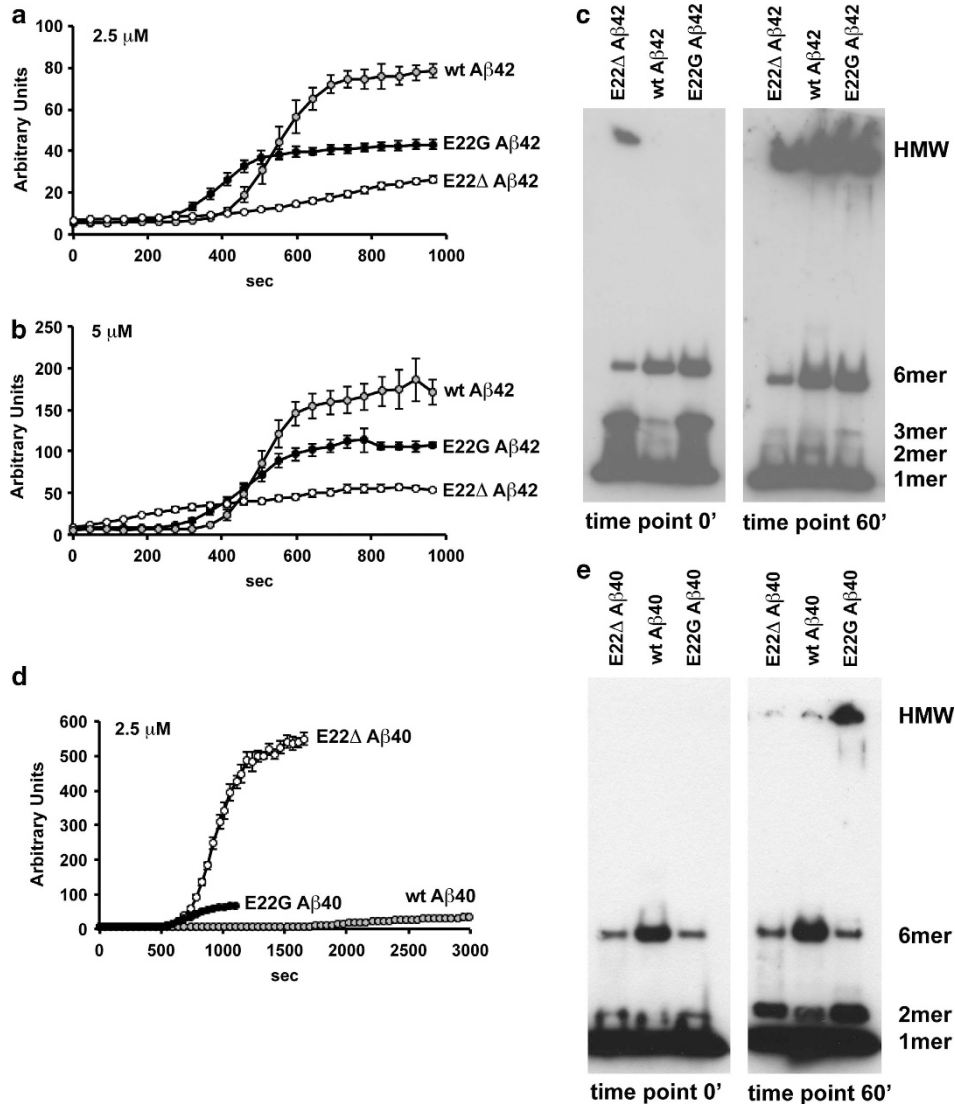 a
2.5 μM
100
80
60
40
20
0
Arbitrary Units
0 200 400 600 800 1000
sec
wt Aβ42
E22G Aβ42
E22Δ Aβ42
b
5 μM
250
200
150
100
50
0
Arbitrary Units
0 200 400 600 800 1000
sec
wt Aβ42
E22G Aβ42
E22Δ Aβ42
c
E22Δ Aβ42
wt Aβ42
E22G Aβ42
E22Δ Aβ42
wt Aβ42
E22G Aβ42
HMW
6mer
3mer
2mer
1mer
time point 0’
time point 60’
d
2.5 μM
600
500
400
300
200
100
0
Arbitrary Units
0 500 1000 1500 2000 2500 3000
sec
E22Δ Aβ40
E22G Aβ40
wt Aβ40
e
E22Δ Aβ40
wt Aβ40
E22G Aβ40
E22Δ Aβ40
wt Aβ40
E22G Aβ40
HMW
6mer
2mer
1mer
time point 0’
time point 60’